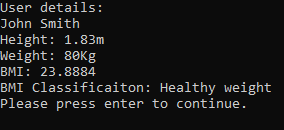 User details:
John Smith
Height: 1.83m
Weight: 80Kg
BMI: 23.8884
BMI Classificaiton: Healthy weight
Please press enter to continue.